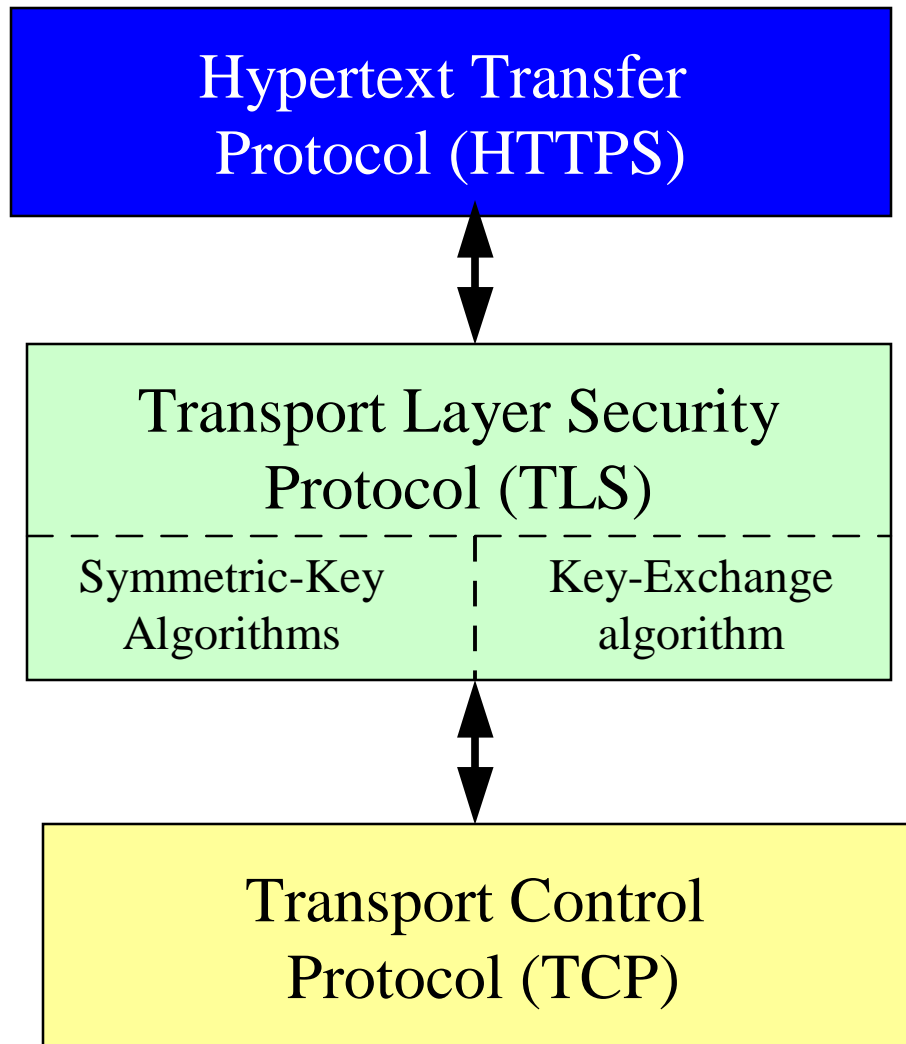 Hypertext Transfer
Protocol (HTTPS)
Transport Layer Security
Protocol (TLS)
Symmetric-Key
Algorithms
Key-Exchange
algorithm
Transport Control
Protocol (TCP)